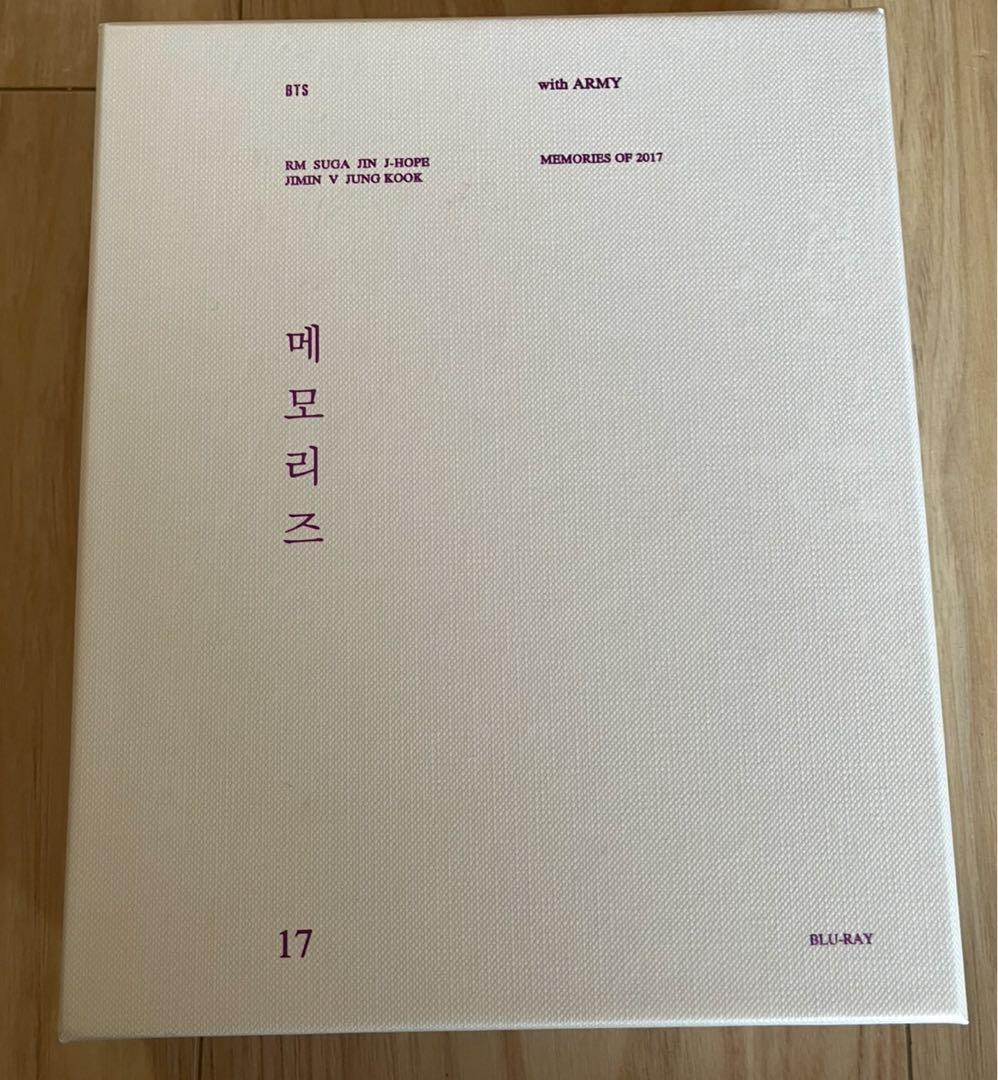 BTS
with ARMY
RM SUGA JIN J-HOPE
JIMIN V JUNG KOOK
MEMORIES OF 2017
메모리즈
17
BLU-RAY